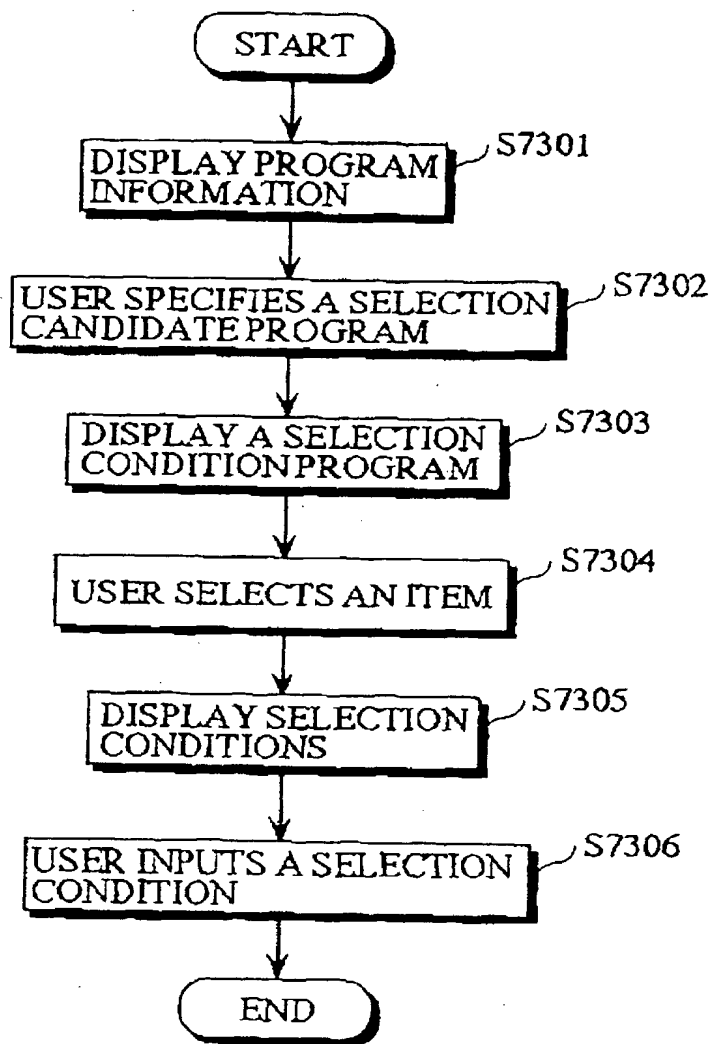 START
DISPLAY PROGRAM
INFORMATION
S7301
USER SPECIFIES A SELECTION
CANDIDATE PROGRAM
S7302
DISPLAY A SELECTION
CONDITION PROGRAM
S7303
USER SELECTS AN ITEM
S7304
DISPLAY SELECTION
CONDITIONS
S7305
USER INPUTS A SELECTION
CONDITION
S7306
END